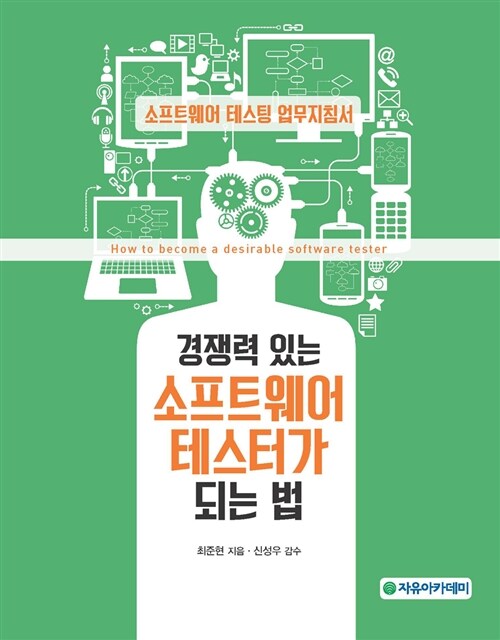 소프트웨어 테스팅 업무지침서
How to become a desirable software tester
경쟁력 있는
소프트웨어
테스터가
되는 법
최준현 지음 · 신성우 감수
자유아카데미